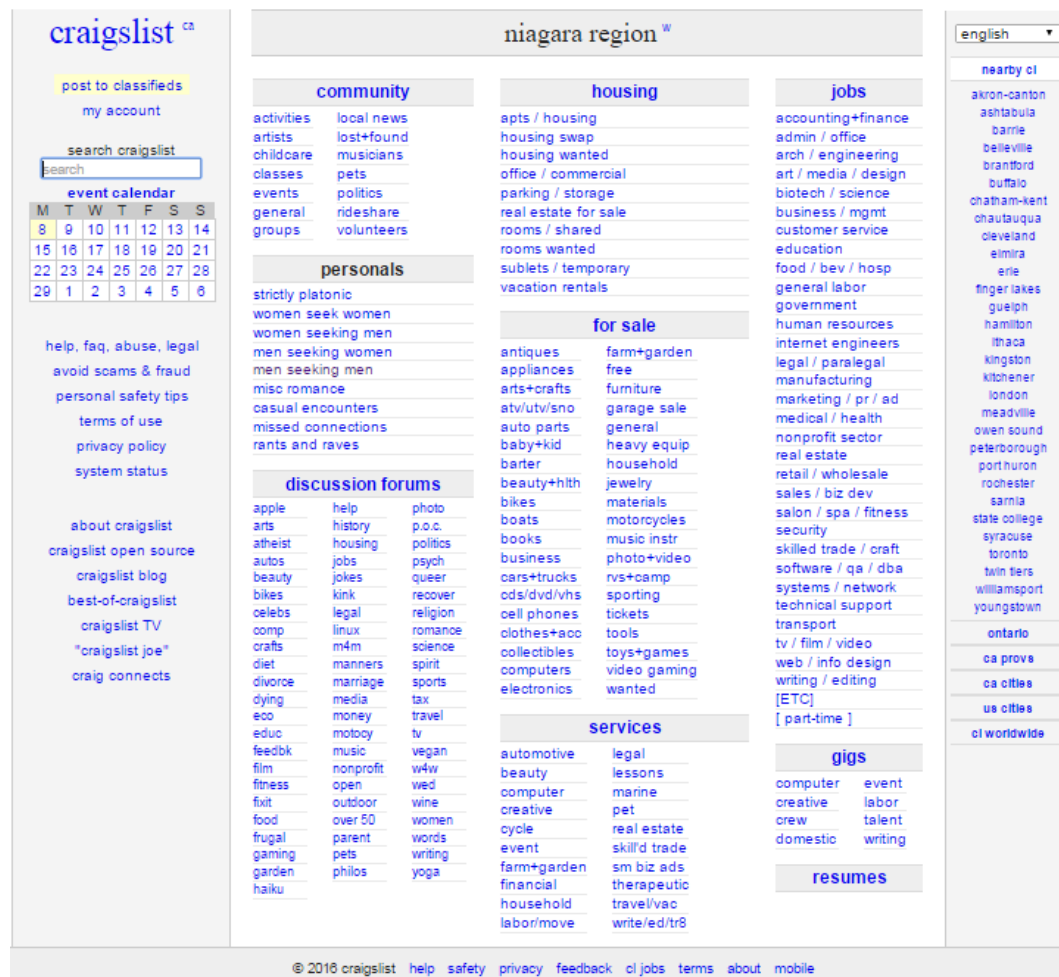 craigslist ca
post to classifieds
my account
search craigslist
search
event calendar
M T W T F S S
8 9 10 11 12 13 14
15 16 17 18 19 20 21
22 23 24 25 26 27 28
29 1 2 3 4 5 6
help, faq, abuse, legal
avoid scams & fraud
personal safety tips
terms of use
privacy policy
system status
about craigslist
craigslist open source
craigslist blog
best-of-craigslist
craigslist TV
"craigslist joe"
craig connects
niagara region w
community
activities local news
artists lost+found
childcare musicians
classes pets
events politics
general rideshare
groups volunteers
personals
strictly platonic
women seek women
women seeking men
men seeking women
men seeking men
misc romance
casual encounters
missed connections
rants and raves
discussion forums
apple help photo
arts history p.o.c.
atheist housing politics
autos jobs psych
beauty jokes queer
bikes kink recover
celebs legal religion
comp linux romance
crafts m4m science
diet manners spirit
divorce marriage sports
dying media tax
eco money travel
educ motocy tv
feedbk music vegan
film nonprofit w4w
fitness open wed
fixit outdoor wine
food over 50 women
frugal parent words
gaming pets writing
garden philos yoga
haiku
housing
apts / housing
housing swap
housing wanted
office / commercial
parking / storage
real estate for sale
rooms / shared
rooms wanted
sublets / temporary
vacation rentals
for sale
antiques farm+garden
appliances free
arts+crafts furniture
atv/utv/sno garage sale
auto parts general
baby+kid heavy equip
barter household
beauty+hlth jewelry
bikes materials
boats motorcycles
books music instr
business photo+video
cars+trucks rvs+camp
cds/dvd/vhs sporting
cell phones tickets
clothes+acc tools
collectibles toys+games
computers video gaming
electronics wanted
services
automotive legal
beauty lessons
computer marine
creative pet
cycle real estate
event skill'd trade
farm+garden sm biz ads
financial therapeutic
household travel/vac
labor/move write/ed/tr8
jobs
accounting+finance
admin / office
arch / engineering
art / media / design
biotech / science
business / mgmt
customer service
education
food / bev / hosp
general labor
government
human resources
internet engineers
legal / paralegal
manufacturing
marketing / pr / ad
medical / health
nonprofit sector
real estate
retail / wholesale
sales / biz dev
salon / spa / fitness
security
skilled trade / craft
software / qa / dba
systems / network
technical support
transport
tv / film / video
web / info design
writing / editing
[ETC]
[ part-time ]
gigs
computer event
creative labor
crew talent
domestic writing
resumes
english
nearby cl
akron-canton
ashtabula
barrie
belleville
brantford
buffalo
chatham-kent
chautauqua
cleveland
elmira
erie
finger lakes
guelph
hamilton
ithaca
kingston
kitchener
london
meadville
owen sound
peterborough
port huron
rochester
sarnia
state college
syracuse
toronto
twin tiers
williamsport
youngstown
ontario
ca provs
ca cities
us cities
cl worldwide
© 2016 craigslist help safety privacy feedback cl jobs terms about mobile